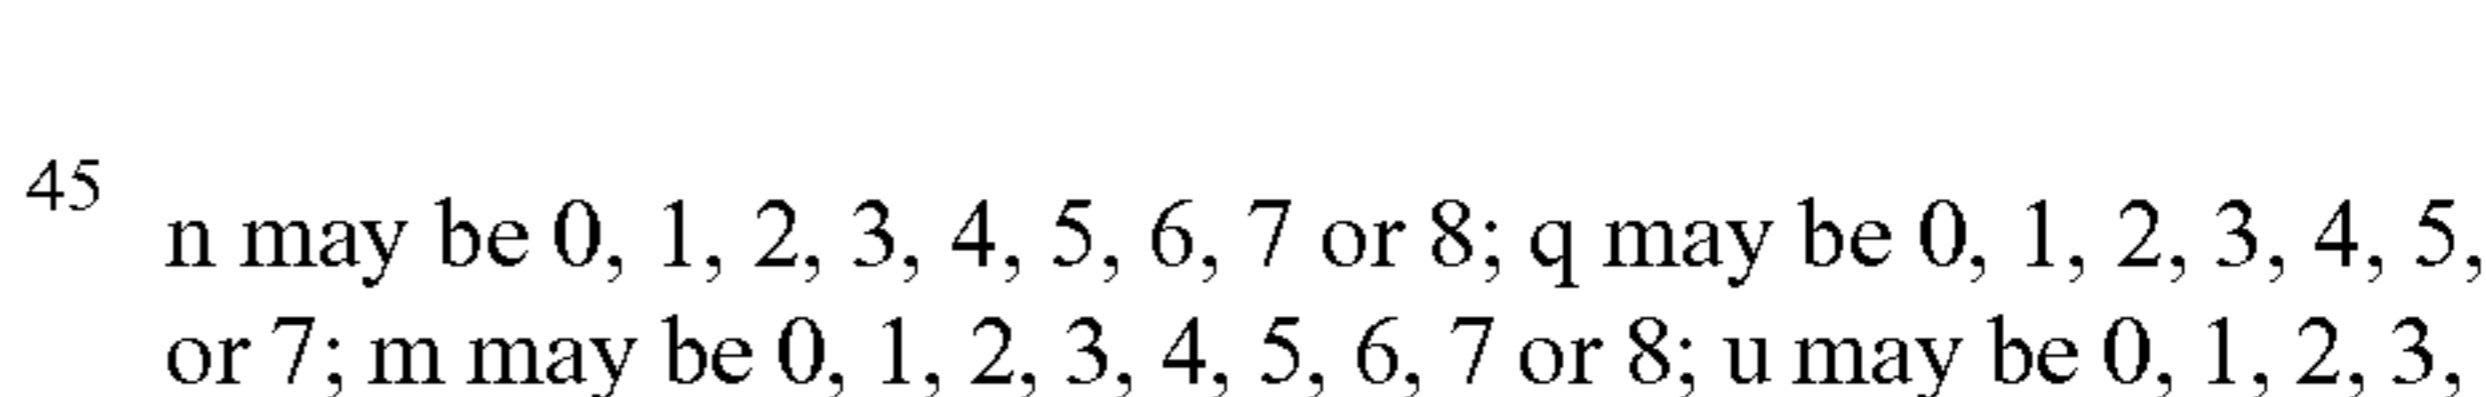 45
n may be 0, 1, 2, 3, 4, 5, 6, 7 or 8; q may be 0, 1, 2, 3, 4, 5,
or 7; m may be 0, 1, 2, 3, 4, 5, 6, 7 or 8; u may be 0, 1, 2, 3,